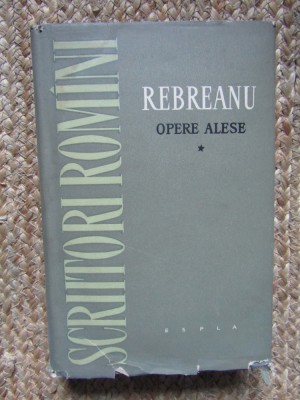 SCRIITORI ROMÎNI
REBREANU
OPERE ALESE
*
ESPLA